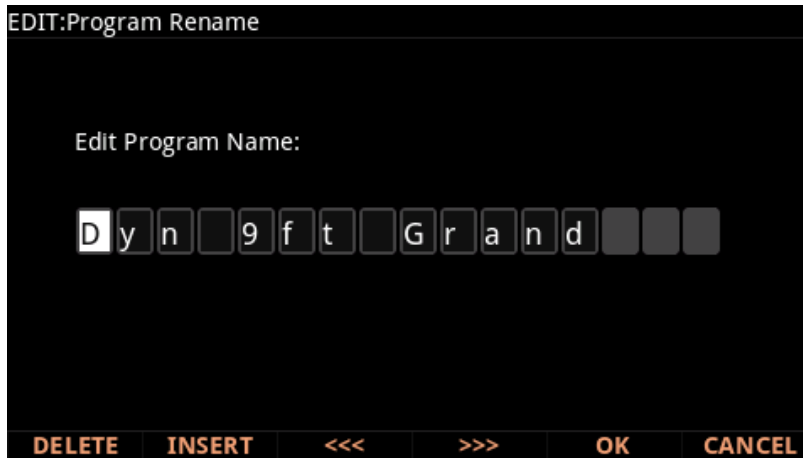 EDIT:Program Rename
Edit Program Name:
Dyn 9ft Grand
DELETE INSERT <<< >>> OK CANCEL